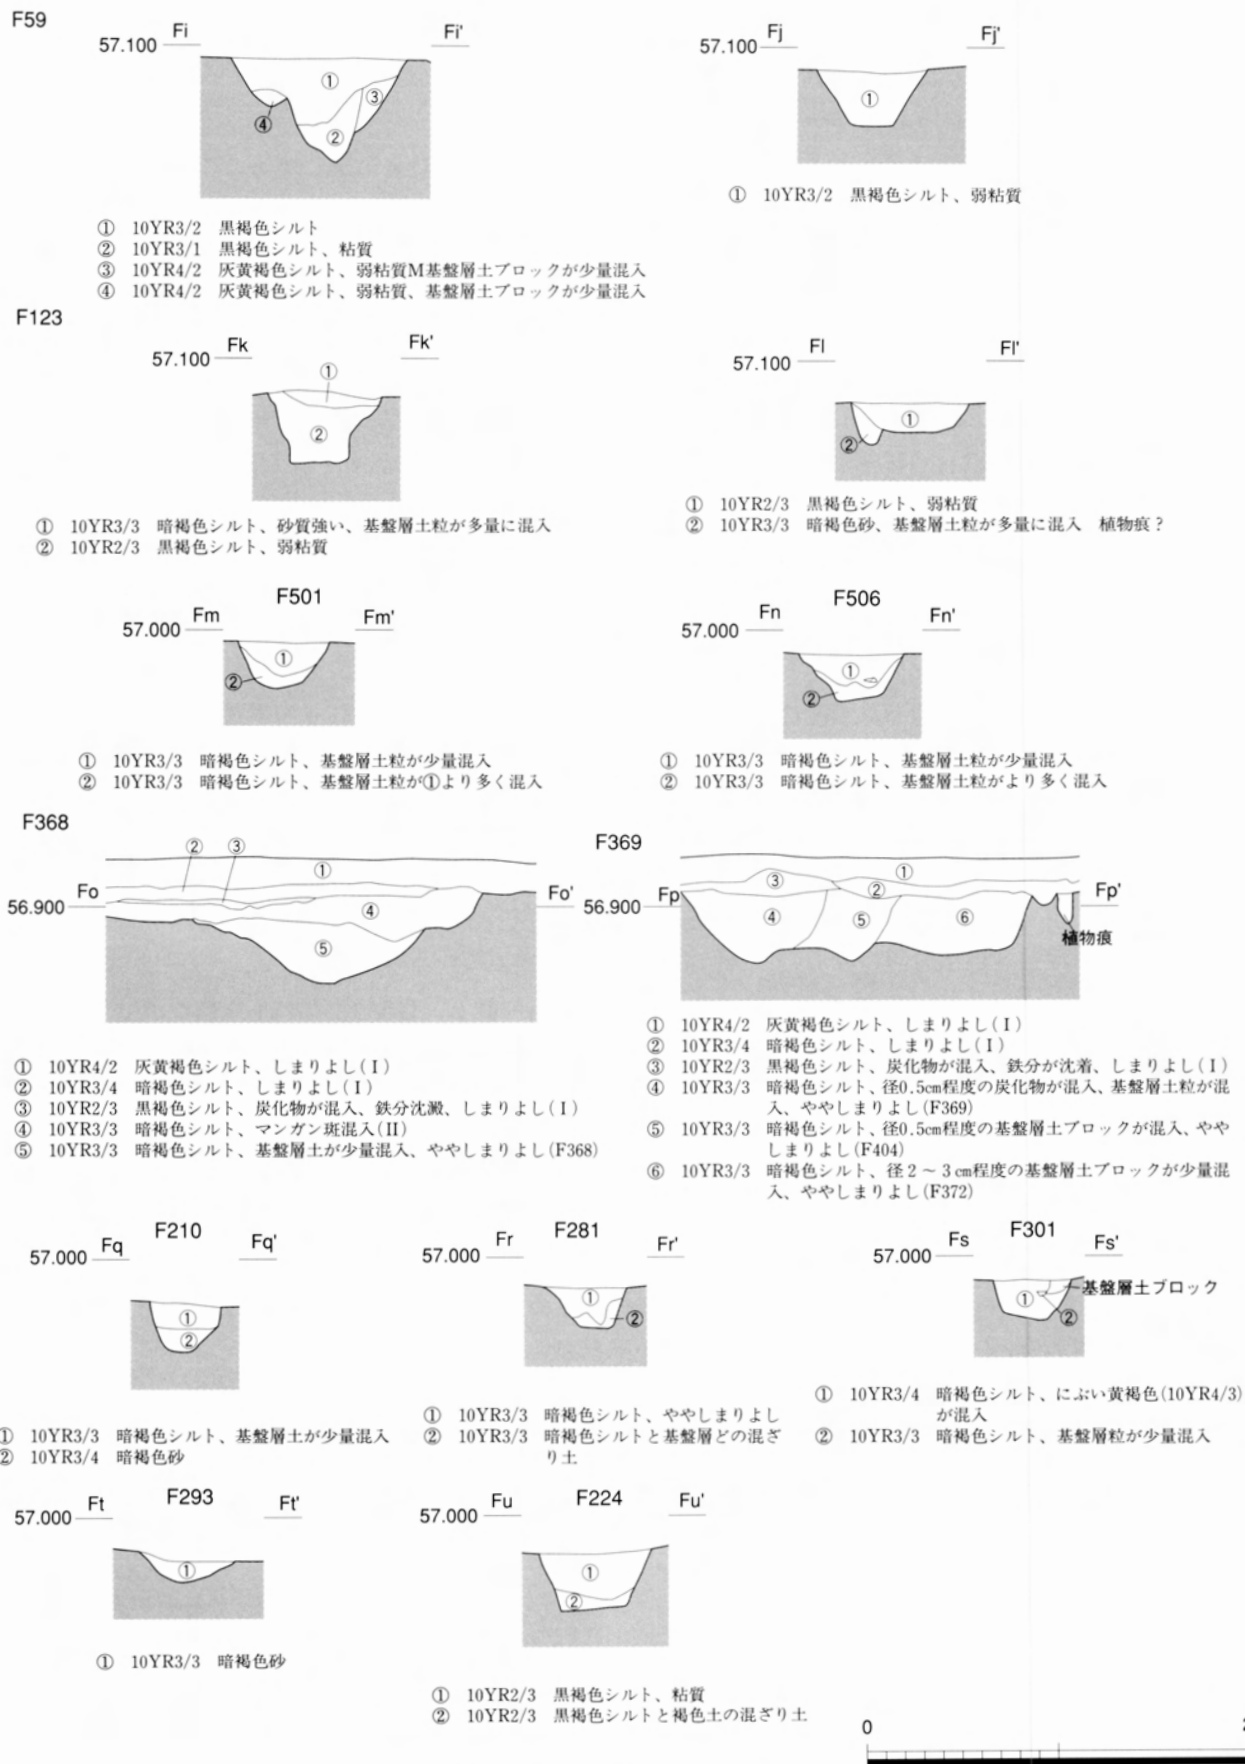 F59
Fi Fi'
57.100
① ③ ④ ②
Fj Fj'
57.100
①
① 10YR3/2 黒褐色シルト、弱粘質
① 10YR3/2 黒褐色シルト
② 10YR3/1 黒褐色シルト、粘質
③ 10YR4/2 灰黄褐色シルト、弱粘質M基盤層土ブロックが少量混入
④ 10YR4/2 灰黄褐色シルト、弱粘質、基盤層土ブロックが少量混入
F123
Fk Fk'
57.100
①
②
Fl Fl'
57.100
①
②
① 10YR3/3 暗褐色シルト、砂質強い、基盤層土粒が多量に混入
② 10YR2/3 黒褐色シルト、弱粘質
① 10YR2/3 黒褐色シルト、弱粘質
② 10YR3/3 暗褐色砂、基盤層土粒が多量に混入 植物痕？
F501
Fm Fm'
57.000
①
②
F506
Fn Fn'
57.000
①
②
① 10YR3/3 暗褐色シルト、基盤層土粒が少量混入
② 10YR3/3 暗褐色シルト、基盤層土粒が①より多く混入
① 10YR3/3 暗褐色シルト、基盤層土粒が少量混入
② 10YR3/3 暗褐色シルト、基盤層土粒がより多く混入
F368
② ③
①
Fo Fo'
56.900
④
⑤
F369
①
③ ②
Fp Fp'
56.900
④ ⑤ ⑥
植物痕
① 10YR4/2 灰黄褐色シルト、しまりよし(I)
② 10YR3/4 暗褐色シルト、しまりよし(I)
③ 10YR2/3 黒褐色シルト、炭化物が混入、鉄分沈澱、しまりよし(I)
④ 10YR3/3 暗褐色シルト、マンガン斑混入(II)
⑤ 10YR3/3 暗褐色シルト、基盤層土が少量混入、ややしまりよし(F368)
① 10YR4/2 灰黄褐色シルト、しまりよし(I)
② 10YR3/4 暗褐色シルト、しまりよし(I)
③ 10YR2/3 黒褐色シルト、炭化物が混入、鉄分が沈着、しまりよし(I)
④ 10YR3/3 暗褐色シルト、径0.5cm程度の炭化物が混入、基盤層土粒が混
入、ややしまりよし(F369)
⑤ 10YR3/3 暗褐色シルト、径0.5cm程度の基盤層土ブロックが混入、やや
しまりよし(F404)
⑥ 10YR3/3 暗褐色シルト、径2～3cm程度の基盤層土ブロックが少量混
入、ややしまりよし(F372)
F210
Fq Fq'
57.000
①
②
F281
Fr Fr'
57.000
①
②
F301
Fs Fs'
57.000
基盤層土ブロック
①
②
① 10YR3/3 暗褐色シルト、基盤層土が少量混入
② 10YR3/4 暗褐色砂
① 10YR3/3 暗褐色シルト、ややしまりよし
② 10YR3/3 暗褐色シルトと基盤層どの混ざ
り土
① 10YR3/4 暗褐色シルト、にぶい黄褐色(10YR4/3)
が混入
② 10YR3/3 暗褐色シルト、基盤層粒が少量混入
F293
Ft Ft'
57.000
①
F224
Fu Fu'
57.000
①
②
① 10YR3/3 暗褐色砂
① 10YR2/3 黒褐色シルト、粘質
② 10YR2/3 黒褐色シルトと褐色土の混ざり土
0